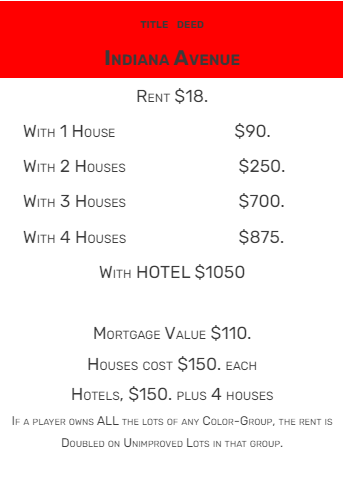 TITLE DEED
INDIANA AVENUE
RENT $18.
WITH 1 HOUSE $90.
WITH 2 HOUSES $250.
WITH 3 HOUSES $700.
WITH 4 HOUSES $875.
WITH HOTEL $1050
MORTGAGE VALUE $110.
HOUSES COST $150. EACH
HOTELS, $150. PLUS 4 HOUSES
IF A PLAYER OWNS ALL THE LOTS OF ANY COLOR-GROUP, THE RENT IS
DOUBLED ON UNIMPROVED LOTS IN THAT GROUP.